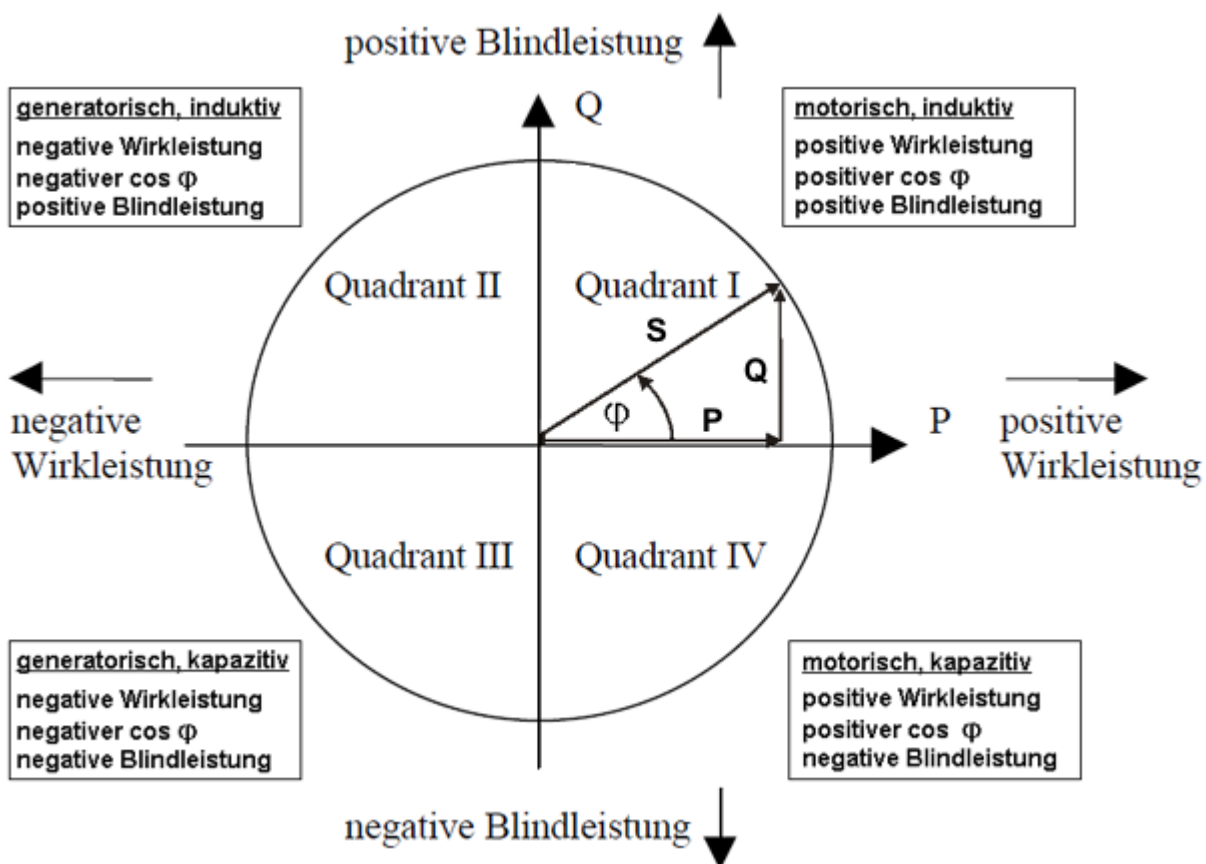 positive Blindleistung
generatorisch, induktiv
negative Wirkleistung
negativer cos φ
positive Blindleistung
Q
motorisch, induktiv
positive Wirkleistung
positiver cos φ
positive Blindleistung
Quadrant II
Quadrant I
S
Q
φ
P
negative
Wirkleistung
P
positive
Wirkleistung
Quadrant III
Quadrant IV
generatorisch, kapazitiv
negative Wirkleistung
negativer cos φ
negative Blindleistung
motorisch, kapazitiv
positive Wirkleistung
positiver cos φ
negative Blindleistung
negative Blindleistung